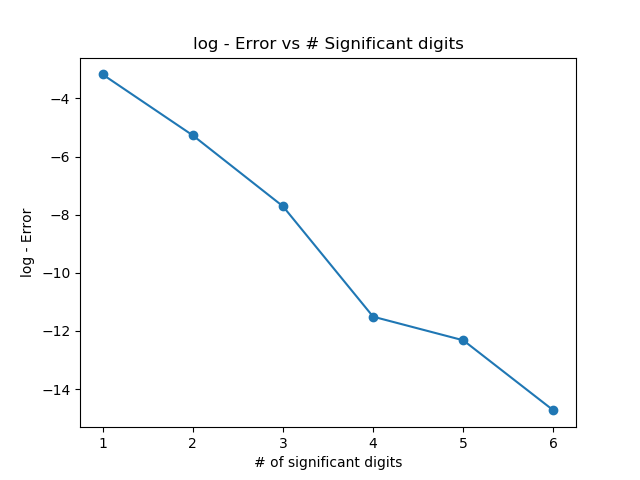 log - Error vs # Significant digits
−4
−6
−8
−10
−12
−14
log - Error
1 2 3 4 5 6
# of significant digits